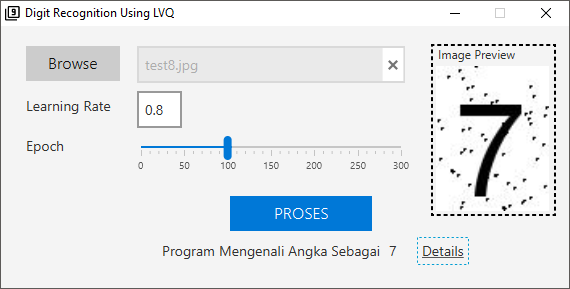 9 Digit Recognition Using LVQ
Browse test8.jpg
Image Preview
7
Learning Rate 0.8
Epoch
0 50 100 150 200 250 300
PROSES
Program Mengenali Angka Sebagai 7 Details